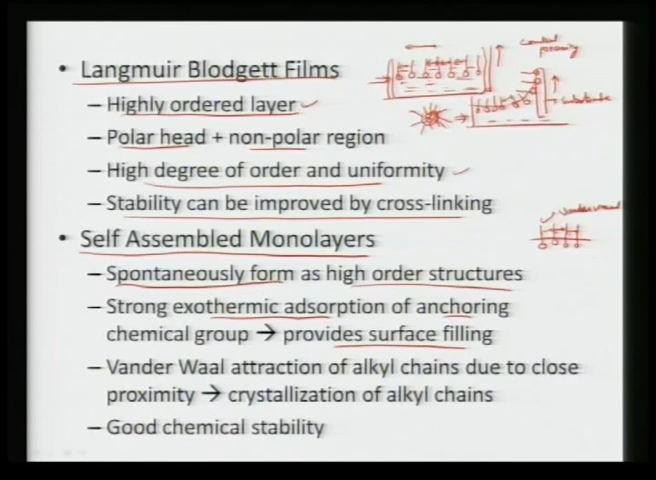 • Langmuir Blodgett Films
– Highly ordered layer
– Polar head + non-polar region
– High degree of order and uniformity
– Stability can be improved by cross-linking
• Self Assembled Monolayers
– Spontaneously form as high order structures
– Strong exothermic adsorption of anchoring
chemical group → provides surface filling
– Vander Waal attraction of alkyl chains due to close
proximity → crystallization of alkyl chains
– Good chemical stability